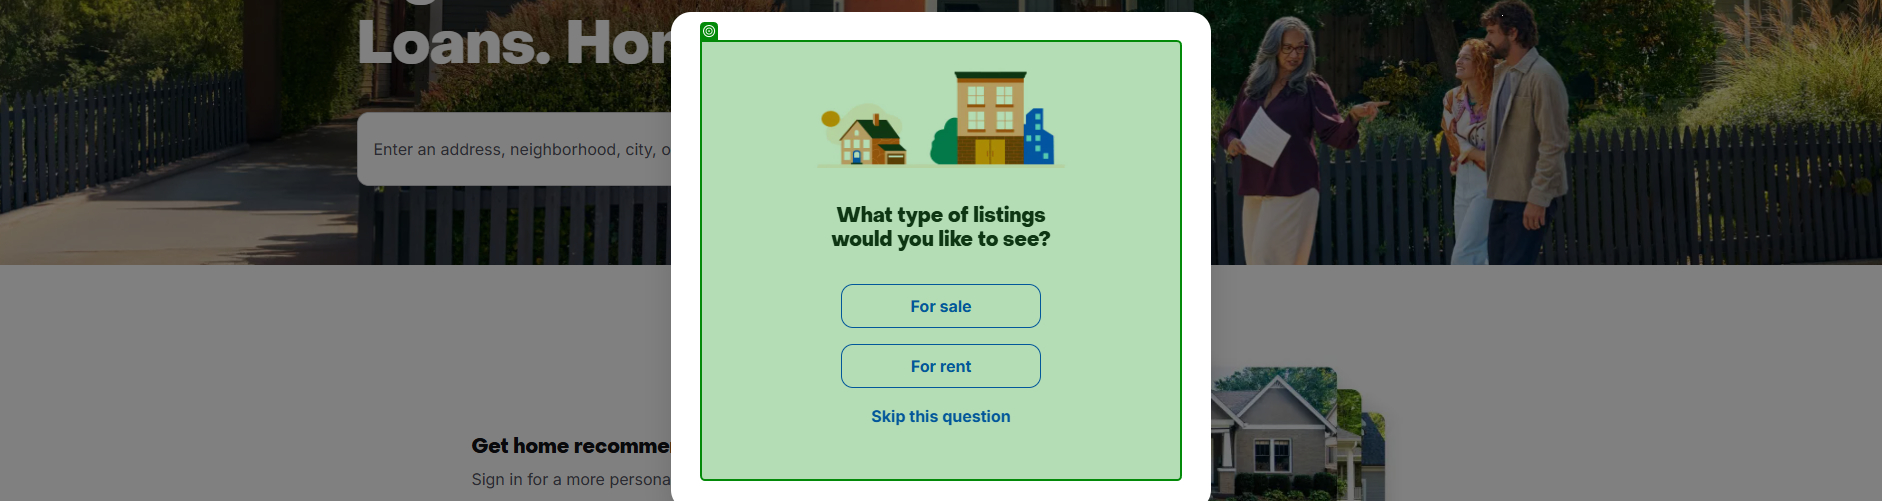 Loans. Hor
Enter an address, neighborhood, city, o
What type of listings
would you like to see?
For sale
For rent
Skip this question
Get home recomme
Sign in for a more persona